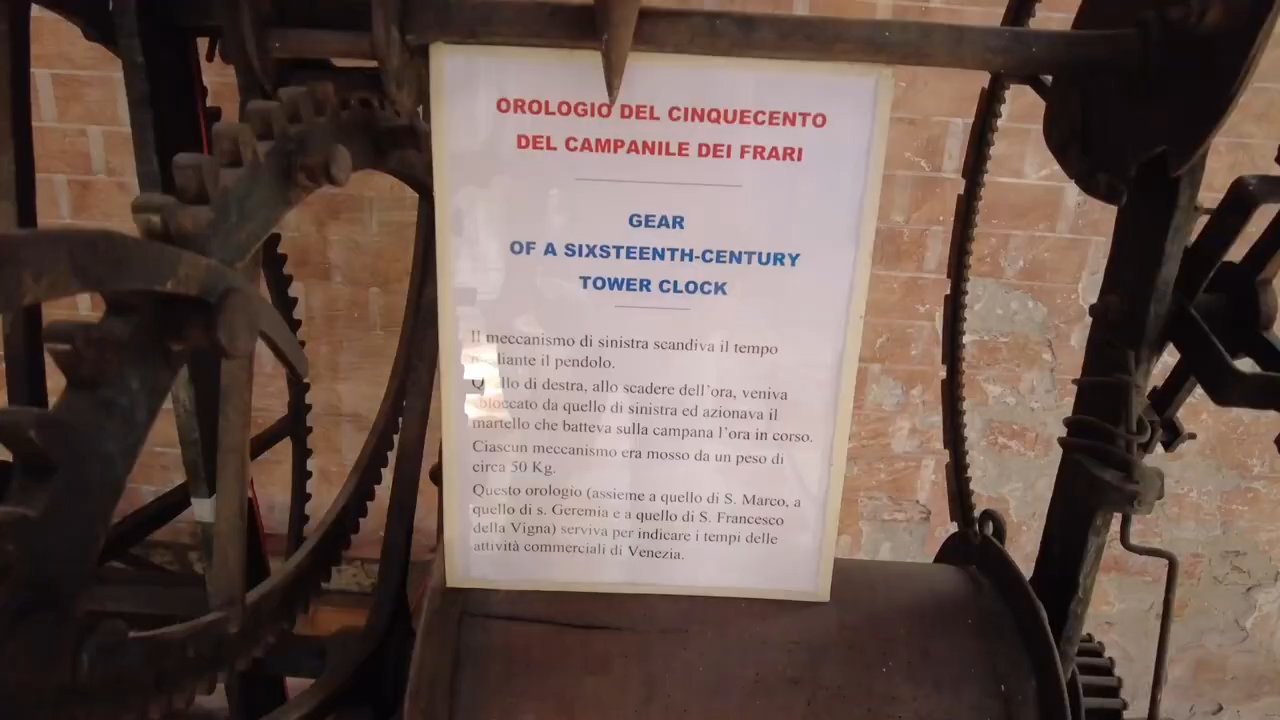 OROLOGIO DEL CINQUECENTO
DEL CAMPANILE DEI FRARI
GEAR
OF A SIXSTEENTH-CENTURY
TOWER CLOCK
Il meccanismo di sinistra scandiva il tempo
mediante il pendolo.
Quello di destra, allo scadere dell'ora, veniva
sbloccato da quello di sinistra ed azionava il
martello che batteva sulla campana l'ora in corso.
Ciascun meccanismo era mosso da un peso di
circa 50 Kg.
Questo orologio (assieme a quello di S. Marco, a
quello di s. Geremia e a quello di S. Francesco
della Vigna) serviva per indicare i tempi delle
attività commerciali di Venezia.